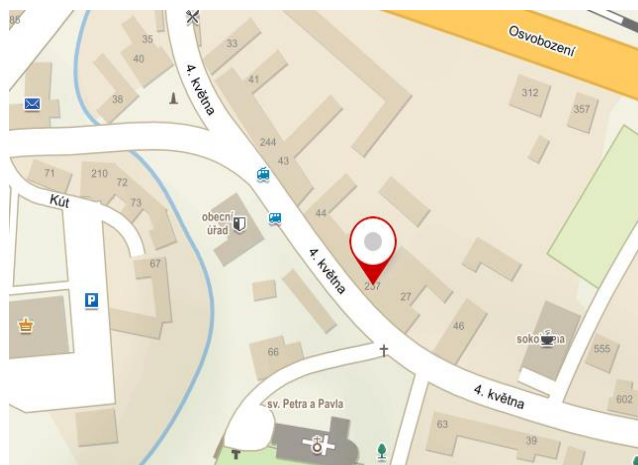 Osvobození
35
33
40
41
38
4. května
312
357
244
43
71
210
72
73
Kút
obecní
úřad
44
4. května
67
237
27
46
P
sokolovna
66
555
4. května
602
sv. Petra a Pavla
63
39